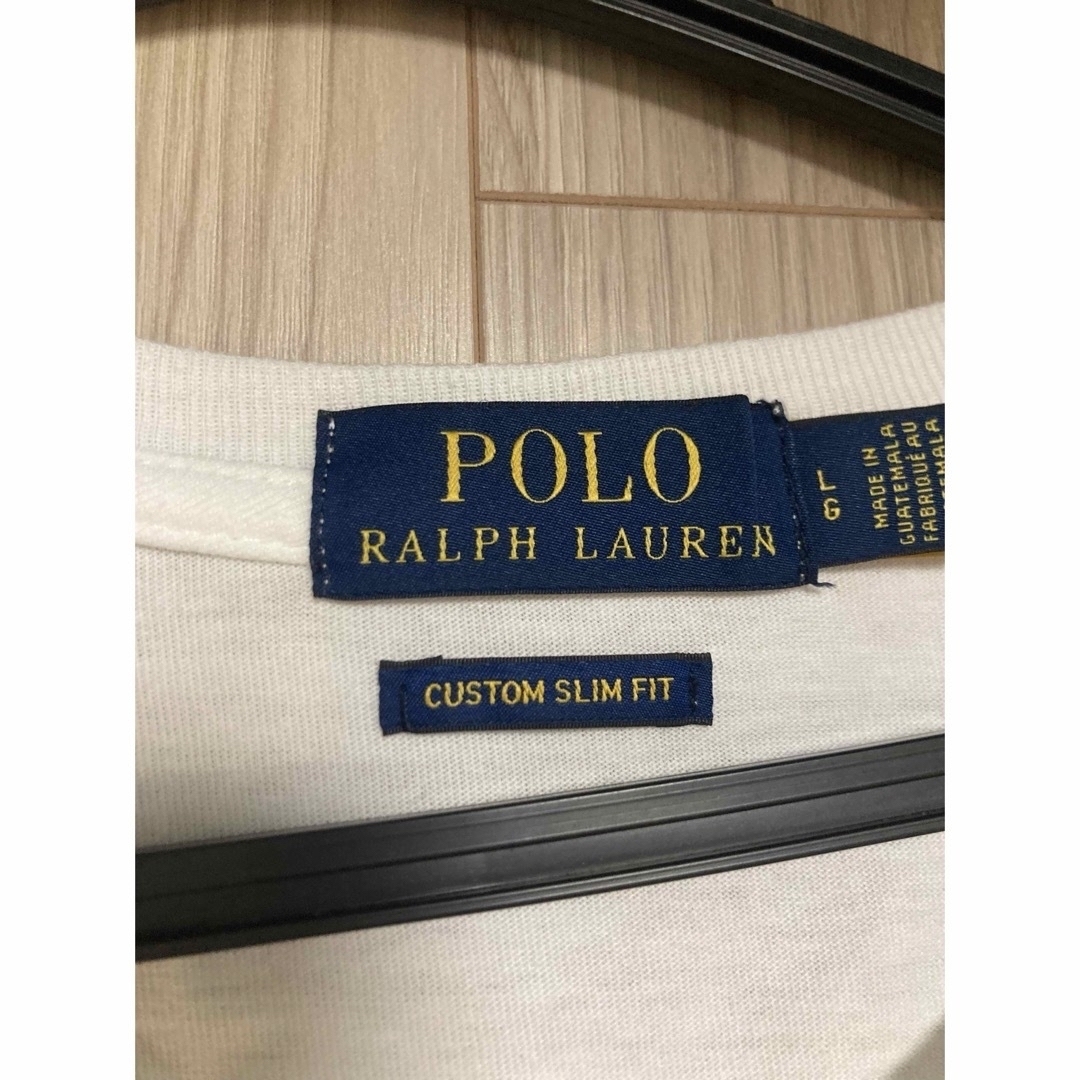 POLO
RALPH LAUREN
L
G
MADE IN
GUATEMALA
FABRIQUÉ AU
CUSTOM SLIM FIT